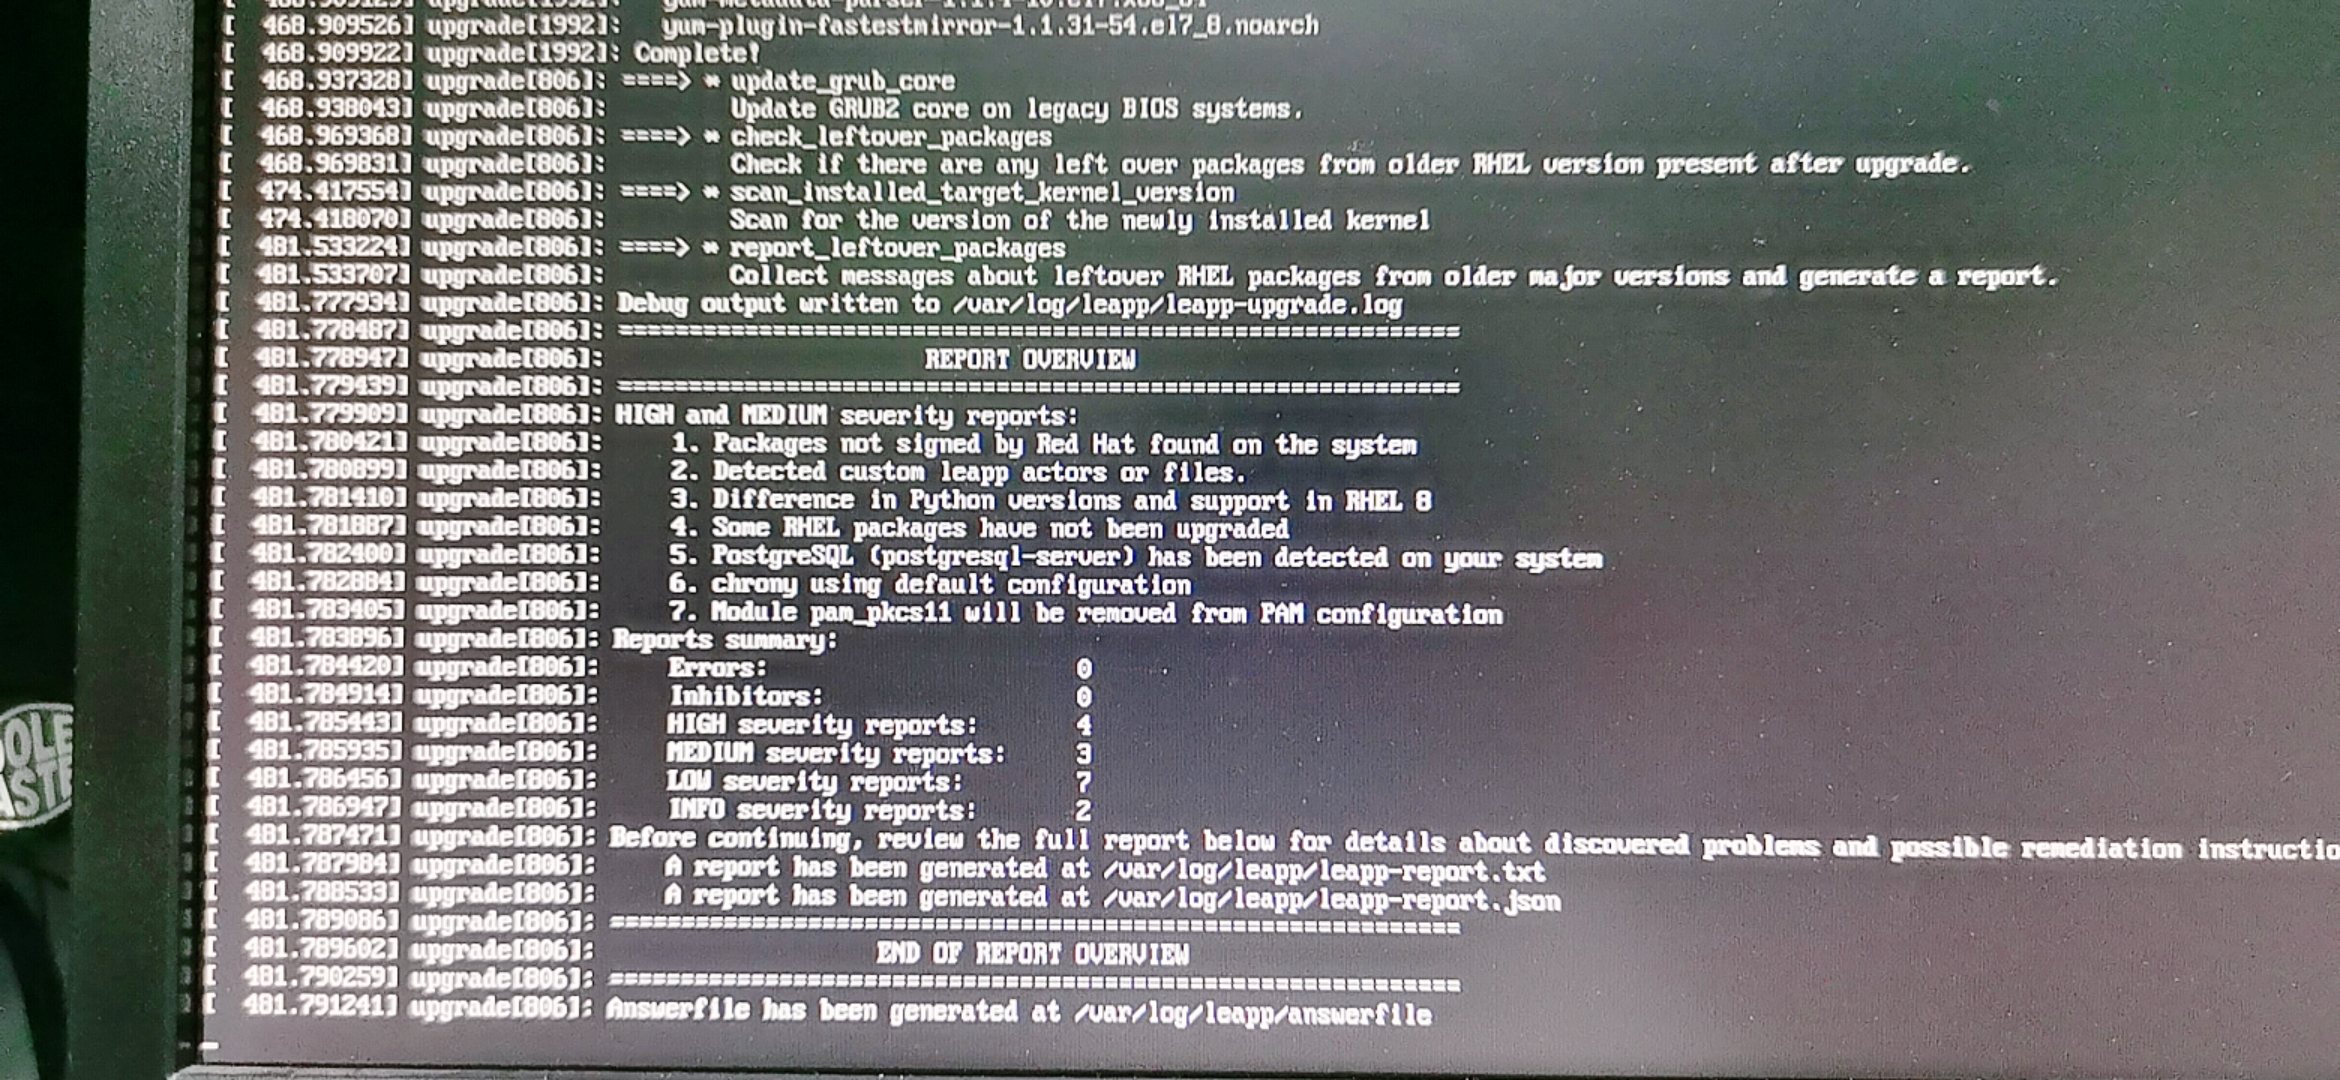 468.909526] upgrade[1992]: yum-plugin-fastestmirror-1.1.31-54.el7_8.noarch
[ 468.909922] upgrade[1992]: Complete!
[ 468.937328] upgrade[806]: ====> * update_grub_core
[ 468.938043] upgrade[806]: Update GRUB2 core on legacy BIOS systems.
[ 468.969368] upgrade[806]: ====> * check_leftover_packages
[ 468.969831] upgrade[806]: Check if there are any left over packages from older RHEL version present after upgrade.
[ 474.417554] upgrade[806]: ====> * scan_installed_target_kernel_version
[ 474.418070] upgrade[806]: Scan for the version of the newly installed kernel
[ 481.533224] upgrade[806]: ====> * report_leftover_packages
[ 481.533707] upgrade[806]: Collect messages about leftover RHEL packages from older major versions and generate a report.
[ 481.777934] upgrade[806]: Debug output written to /var/log/leapp/leapp-upgrade.log
[ 481.778487] upgrade[806]: ============================================================
[ 481.778947] upgrade[806]: REPORT OVERVIEW
[ 481.779439] upgrade[806]: ============================================================
[ 481.779909] upgrade[806]: HIGH and MEDIUM severity reports:
[ 481.780421] upgrade[806]: 1. Packages not signed by Red Hat found on the system
[ 481.780899] upgrade[806]: 2. Detected custom leapp actors or files.
[ 481.781410] upgrade[806]: 3. Difference in Python versions and support in RHEL 8
[ 481.781887] upgrade[806]: 4. Some RHEL packages have not been upgraded
[ 481.782400] upgrade[806]: 5. PostgreSQL (postgresql-server) has been detected on your system
[ 481.782884] upgrade[806]: 6. chrony using default configuration
[ 481.783405] upgrade[806]: 7. Module pam_pkcs11 will be removed from PAM configuration
[ 481.783896] upgrade[806]: Reports summary:
[ 481.784420] upgrade[806]: Errors: 0
[ 481.784914] upgrade[806]: Inhibitors: 0
[ 481.785443] upgrade[806]: HIGH severity reports: 4
[ 481.785935] upgrade[806]: MEDIUM severity reports: 3
[ 481.786456] upgrade[806]: LOW severity reports: 7
[ 481.786947] upgrade[806]: INFO severity reports: 2
[ 481.787471] upgrade[806]: Before continuing, review the full report below for details about discovered problems and possible remediation instructio
[ 481.787984] upgrade[806]: A report has been generated at /var/log/leapp/leapp-report.txt
[ 481.788533] upgrade[806]: A report has been generated at /var/log/leapp/leapp-report.json
[ 481.789086] upgrade[806]: ============================================================
[ 481.789602] upgrade[806]: END OF REPORT OVERVIEW
[ 481.790259] upgrade[806]: ============================================================
[ 481.791241] upgrade[806]: Answerfile has been generated at /var/log/leapp/answerfile